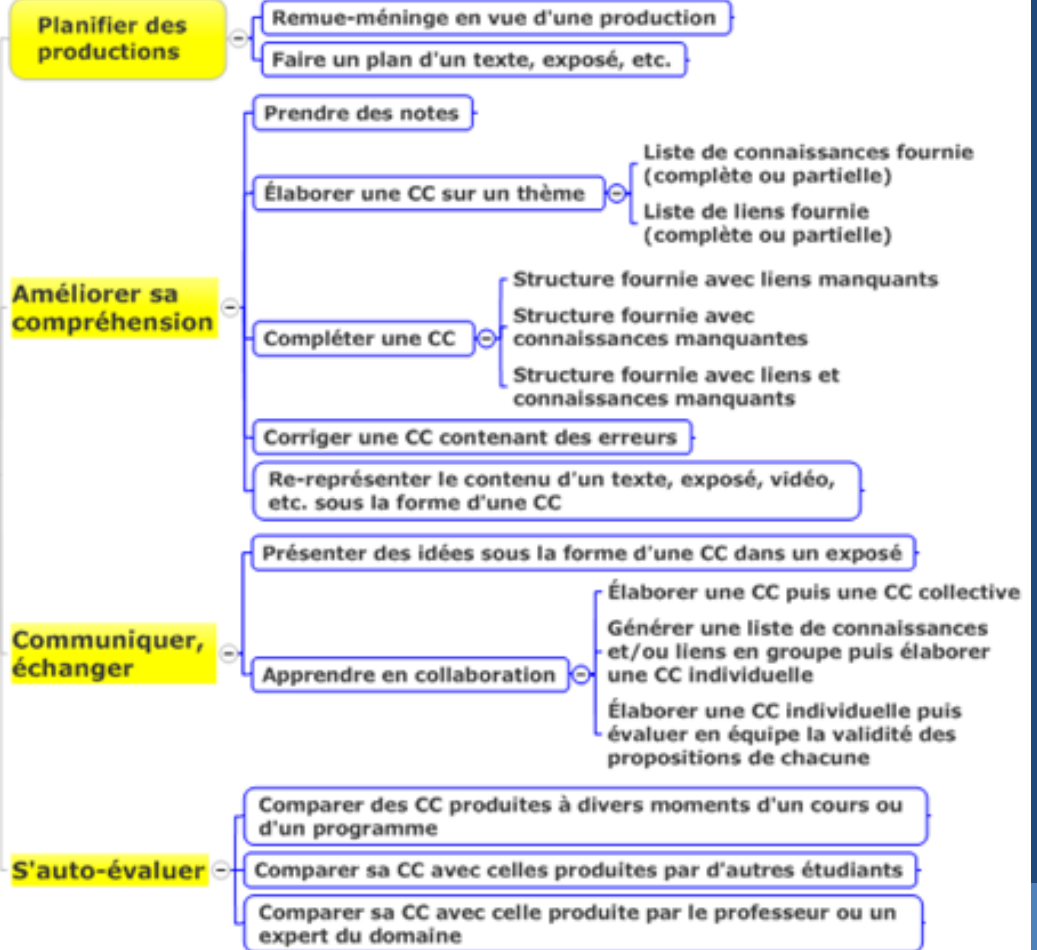 Planifier des
productions
Remue-méninge en vue d'une production
Faire un plan d'un texte, exposé, etc.
Améliorer sa
compréhension
Prendre des notes
Élaborer une CC sur un thème
Liste de connaissances fournie
(complète ou partielle)
Liste de liens fournie
(complète ou partielle)
Compléter une CC
Structure fournie avec liens manquants
Structure fournie avec
connaissances manquantes
Structure fournie avec liens et
connaissances manquants
Corriger une CC contenant des erreurs
Re-représenter le contenu d'un texte, exposé, vidéo,
etc. sous la forme d'une CC
Communiquer,
échanger
Présenter des idées sous la forme d'une CC dans un exposé
Apprendre en collaboration
Élaborer une CC puis une CC collective
Générer une liste de connaissances
et/ou liens en groupe puis élaborer
une CC individuelle
Élaborer une CC individuelle puis
évaluer en équipe la validité des
propositions de chacune
S'auto-évaluer
Comparer des CC produites à divers moments d'un cours ou
d'un programme
Comparer sa CC avec celles produites par d'autres étudiants
Comparer sa CC avec celle produite par le professeur ou un
expert du domaine